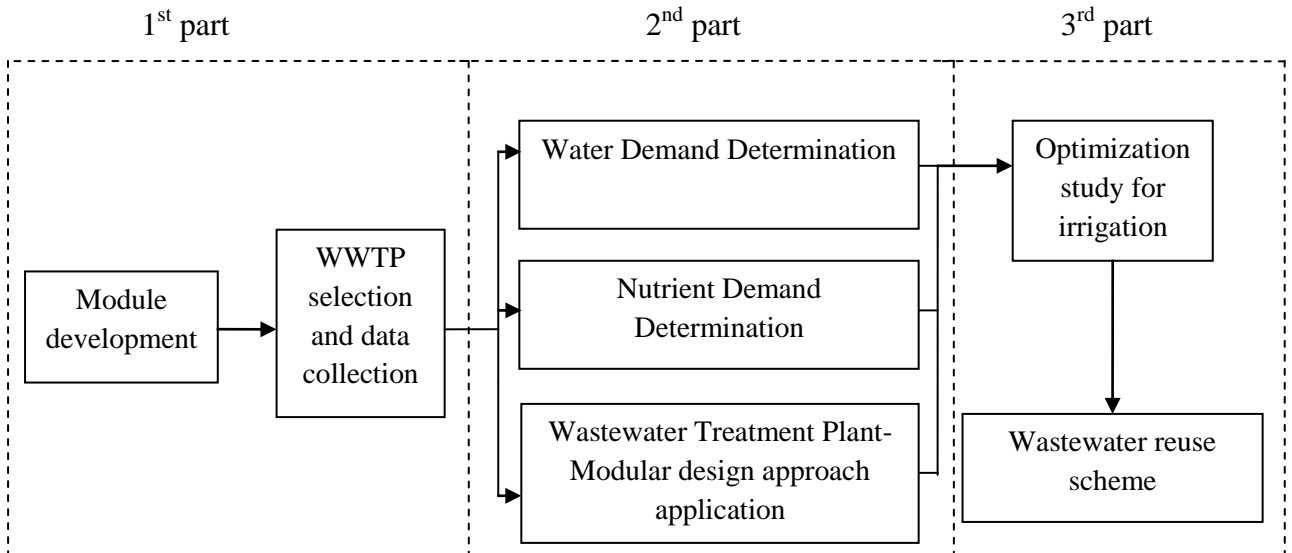 1st part
2nd part
3rd part
Module
development
WWTP
selection
and data
collection
Water Demand Determination
Nutrient Demand
Determination
Wastewater Treatment Plant-
Modular design approach
application
Optimization
study for
irrigation
Wastewater reuse
scheme